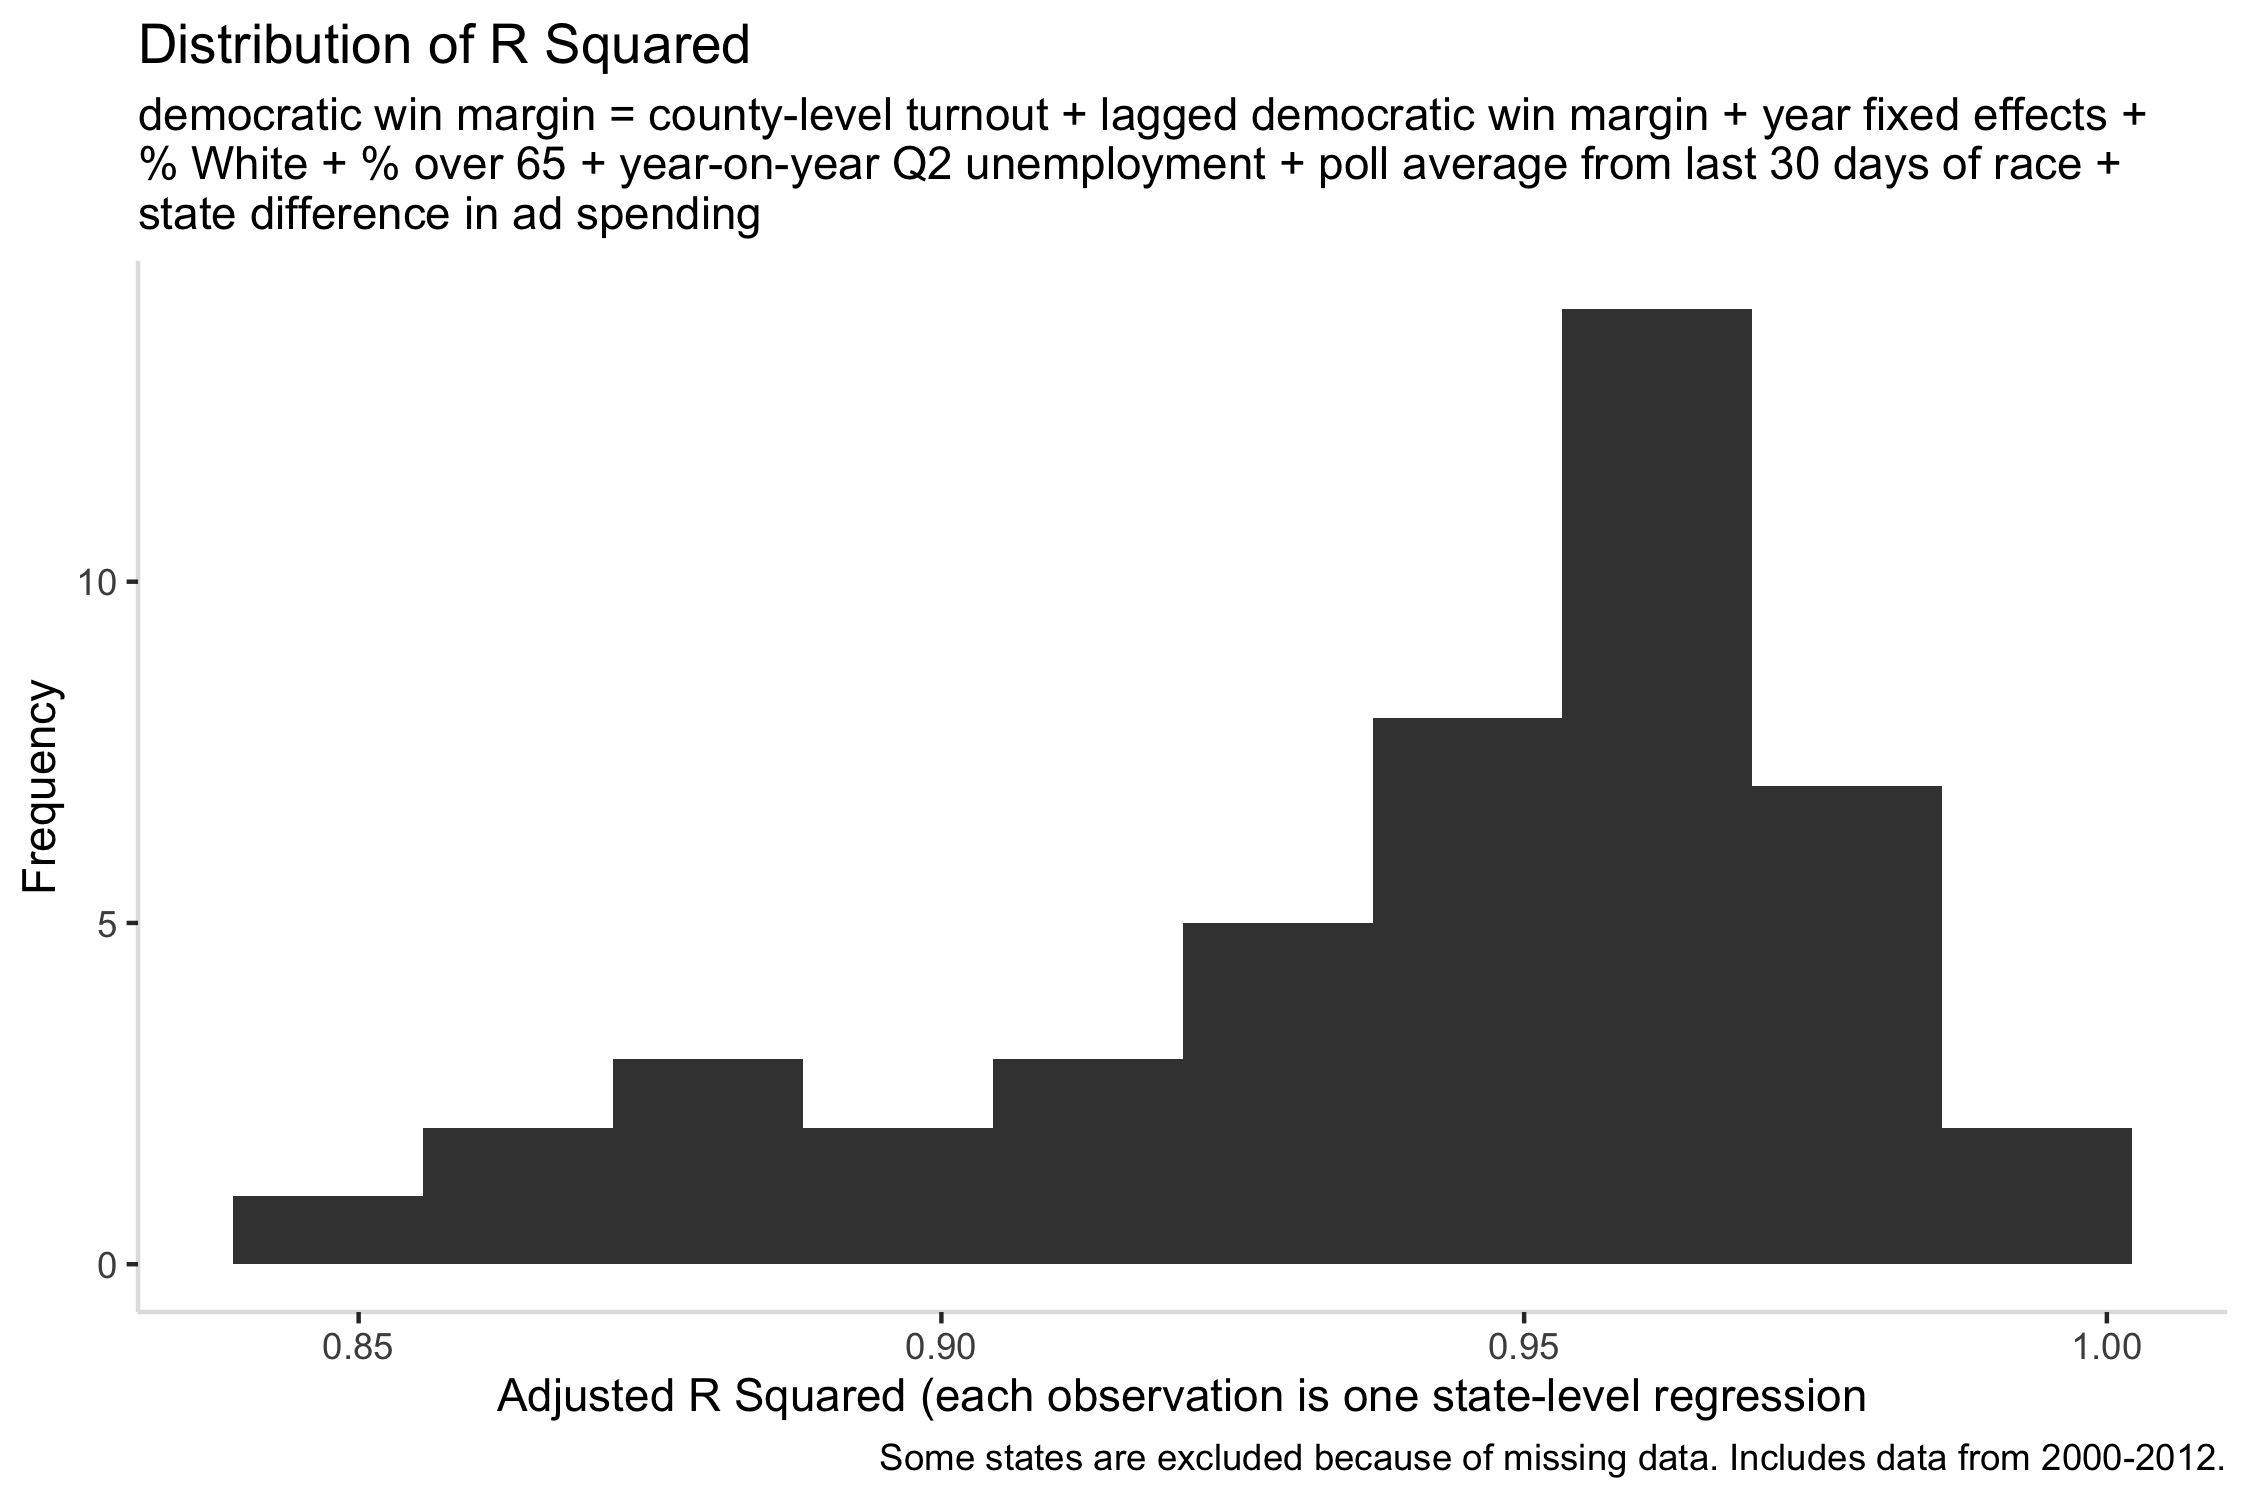 Distribution of R Squared
democratic win margin = county-level turnout + lagged democratic win margin + year fixed effects +
% White + % over 65 + year-on-year Q2 unemployment + poll average from last 30 days of race +
state difference in ad spending
Frequency
10
5
0
0.85 0.90 0.95 1.00
Adjusted R Squared (each observation is one state-level regression
Some states are excluded because of missing data. Includes data from 2000-2012.